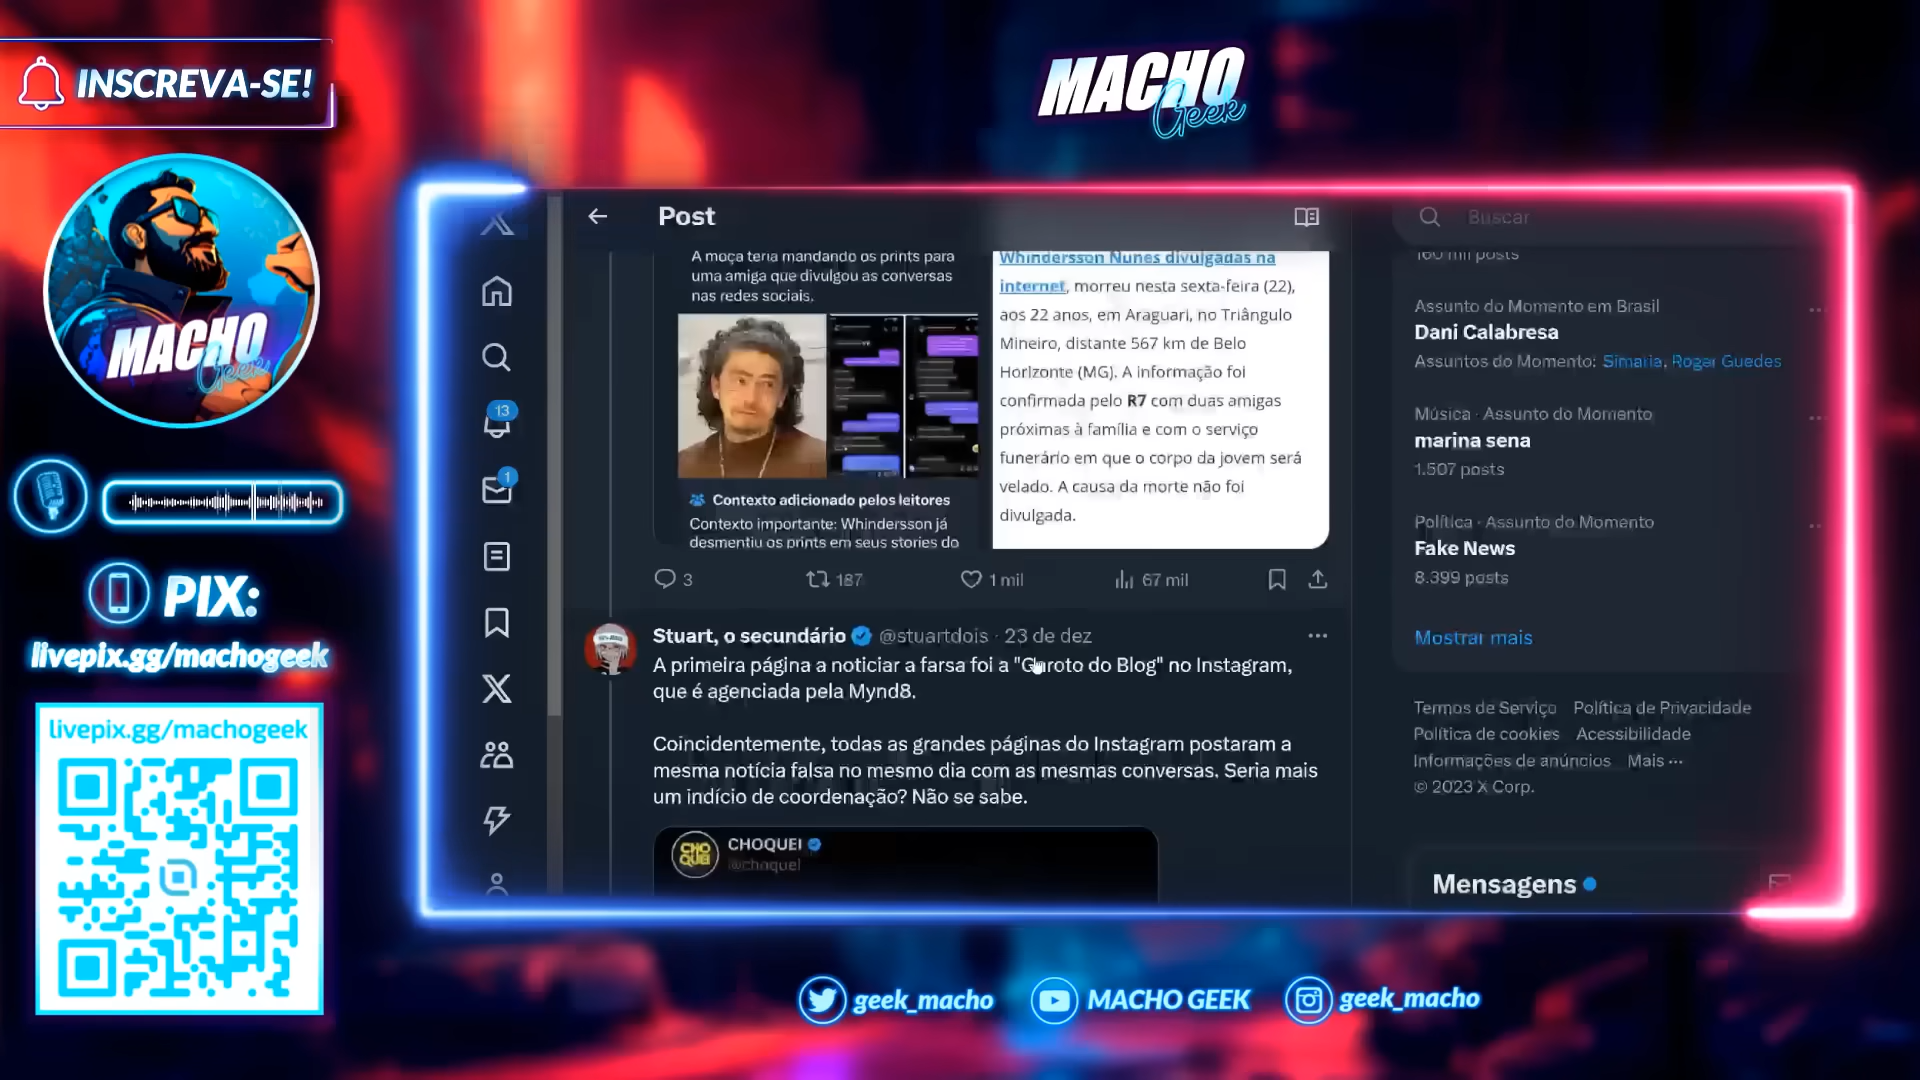 INSCREVA-SE!
MACHO
Geek
MACHO
Geek
PIX:
livepix.gg/machogeek
livepix.gg/machogeek
Post
A moça teria mandando os prints para
uma amiga que divulgou as conversas
nas redes sociais.
Contexto adicionado pelos leitores
Contexto importante: Whindersson já
desmentiu os prints em seus stories do
Whindersson Nunes divulgadas na
internet, morreu nesta sexta-feira (22),
aos 22 anos, em Araguari, no Triângulo
Mineiro, distante 567 km de Belo
Horizonte (MG). A informação foi
confirmada pelo R7 com duas amigas
próximas à família e com o serviço
funerário em que o corpo da jovem será
velado. A causa da morte não foi
divulgada.
3
187
1 mil
67 mil
Stuart, o secundário @stuartdois · 23 de dez
A primeira página a noticiar a farsa foi a "Garoto do Blog" no Instagram,
que é agenciada pela Mynd8.
Coincidentemente, todas as grandes páginas do Instagram postaram a
mesma notícia falsa no mesmo dia com as mesmas conversas. Seria mais
um indício de coordenação? Não se sabe.
CHO
QUEI
CHOQUEI
@choquei
13
1
Buscar
160 mil posts
Assunto do Momento em Brasil
Dani Calabresa
Assuntos do Momento: Simaria, Roger Guedes
Música · Assunto do Momento
marina sena
1.507 posts
Política · Assunto do Momento
Fake News
8.399 posts
Mostrar mais
Termos de Serviço Política de Privacidade
Política de cookies Acessibilidade
Informações de anúncios Mais ···
© 2023 X Corp.
Mensagens
geek_macho
MACHO GEEK
geek_macho